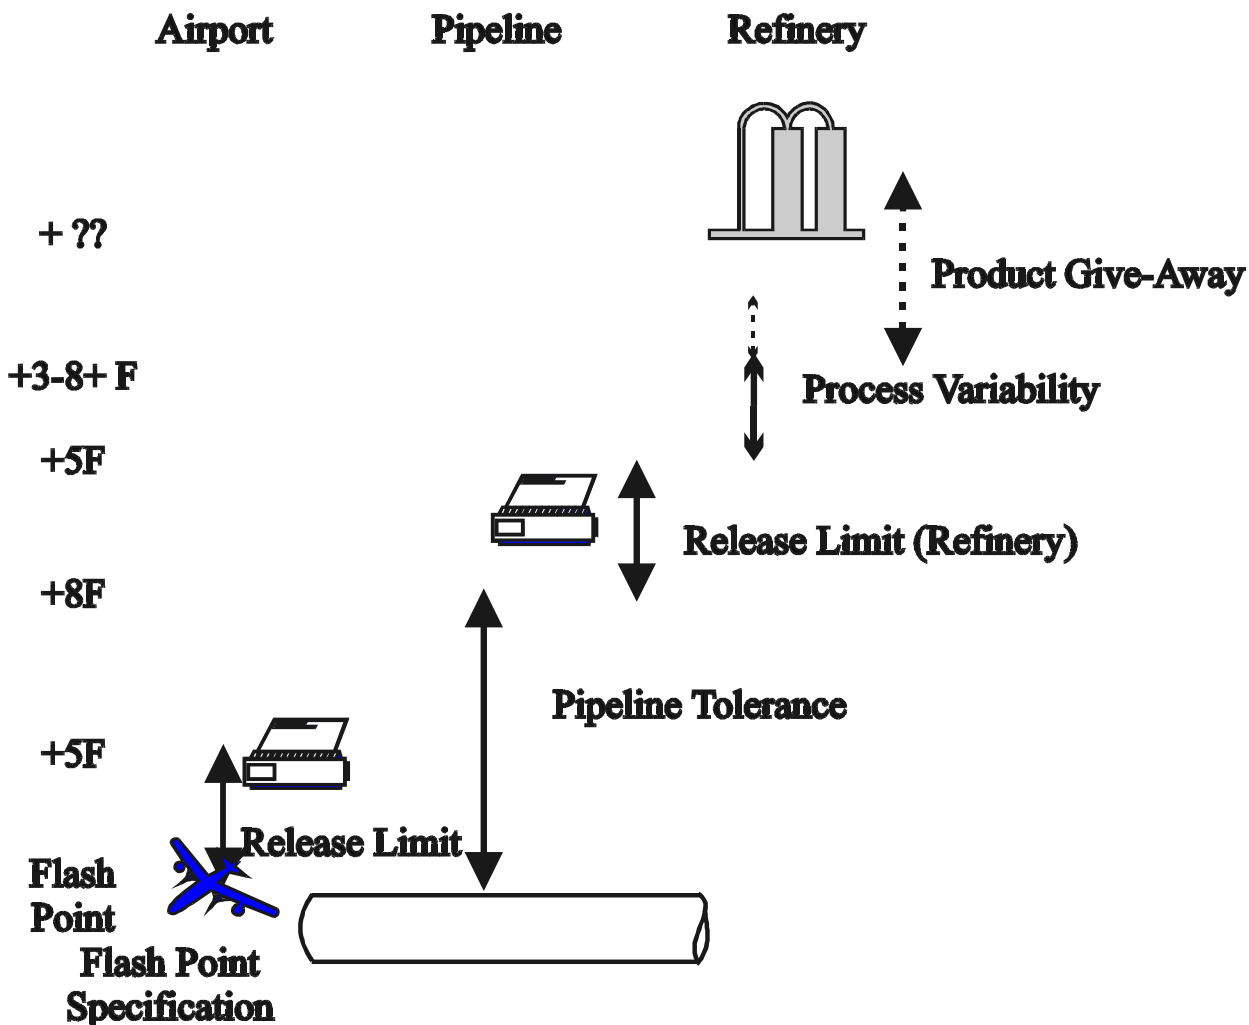 Airport Pipeline Refinery
+ ??
Product Give-Away
+3-8+ F
Process Variability
+5F
Release Limit (Refinery)
+8F
Pipeline Tolerance
+5F
Release Limit
Flash
Point
Flash Point
Specification